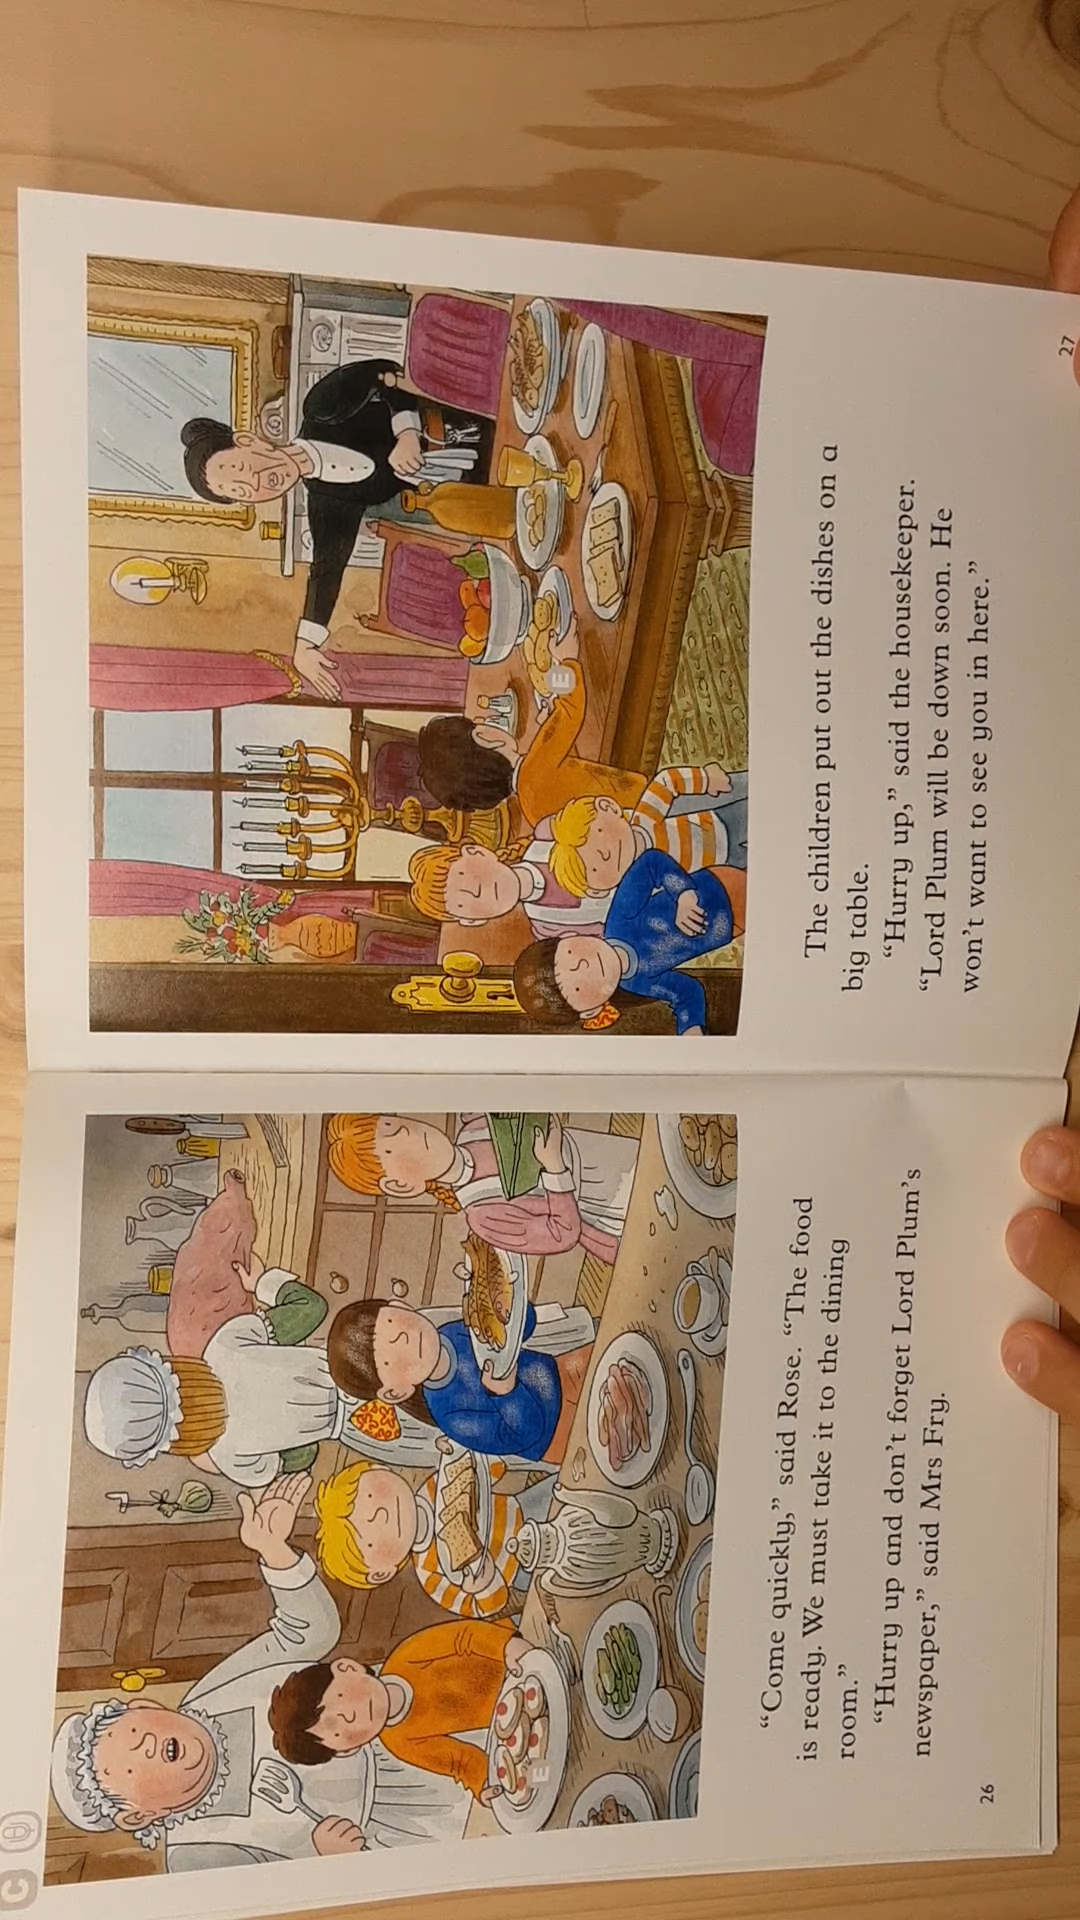 “Come quickly,” said Rose. “The food
is ready. We must take it to the dining
room.”
“Hurry up and don’t forget Lord Plum’s
newspaper,” said Mrs Fry.
26
The children put out the dishes on a
big table.
“Hurry up,” said the housekeeper.
“Lord Plum will be down soon. He
won’t want to see you in here.”
27
C
E
E